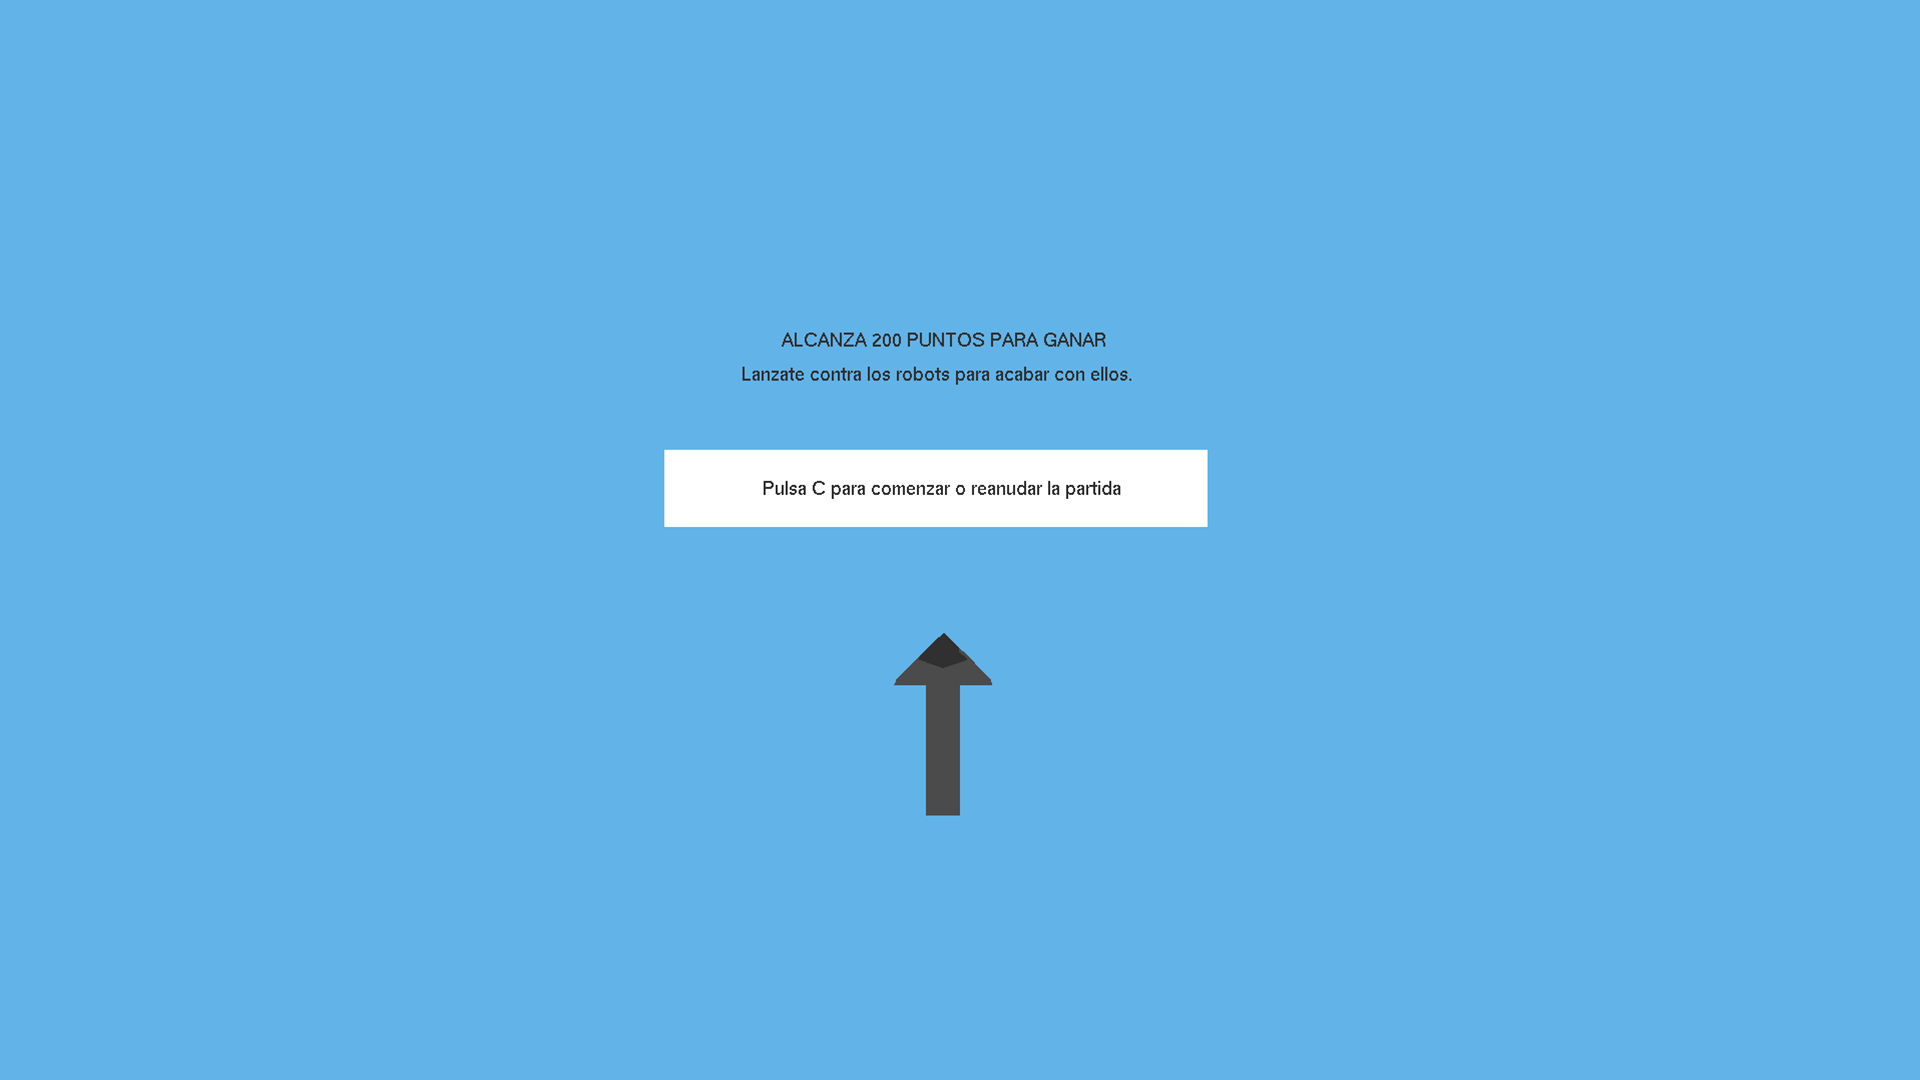 ALCANZA 200 PUNTOS PARA GANAR
Lanzate contra los robots para acabar con ellos.
Pulsa C para comenzar o reanudar la partida